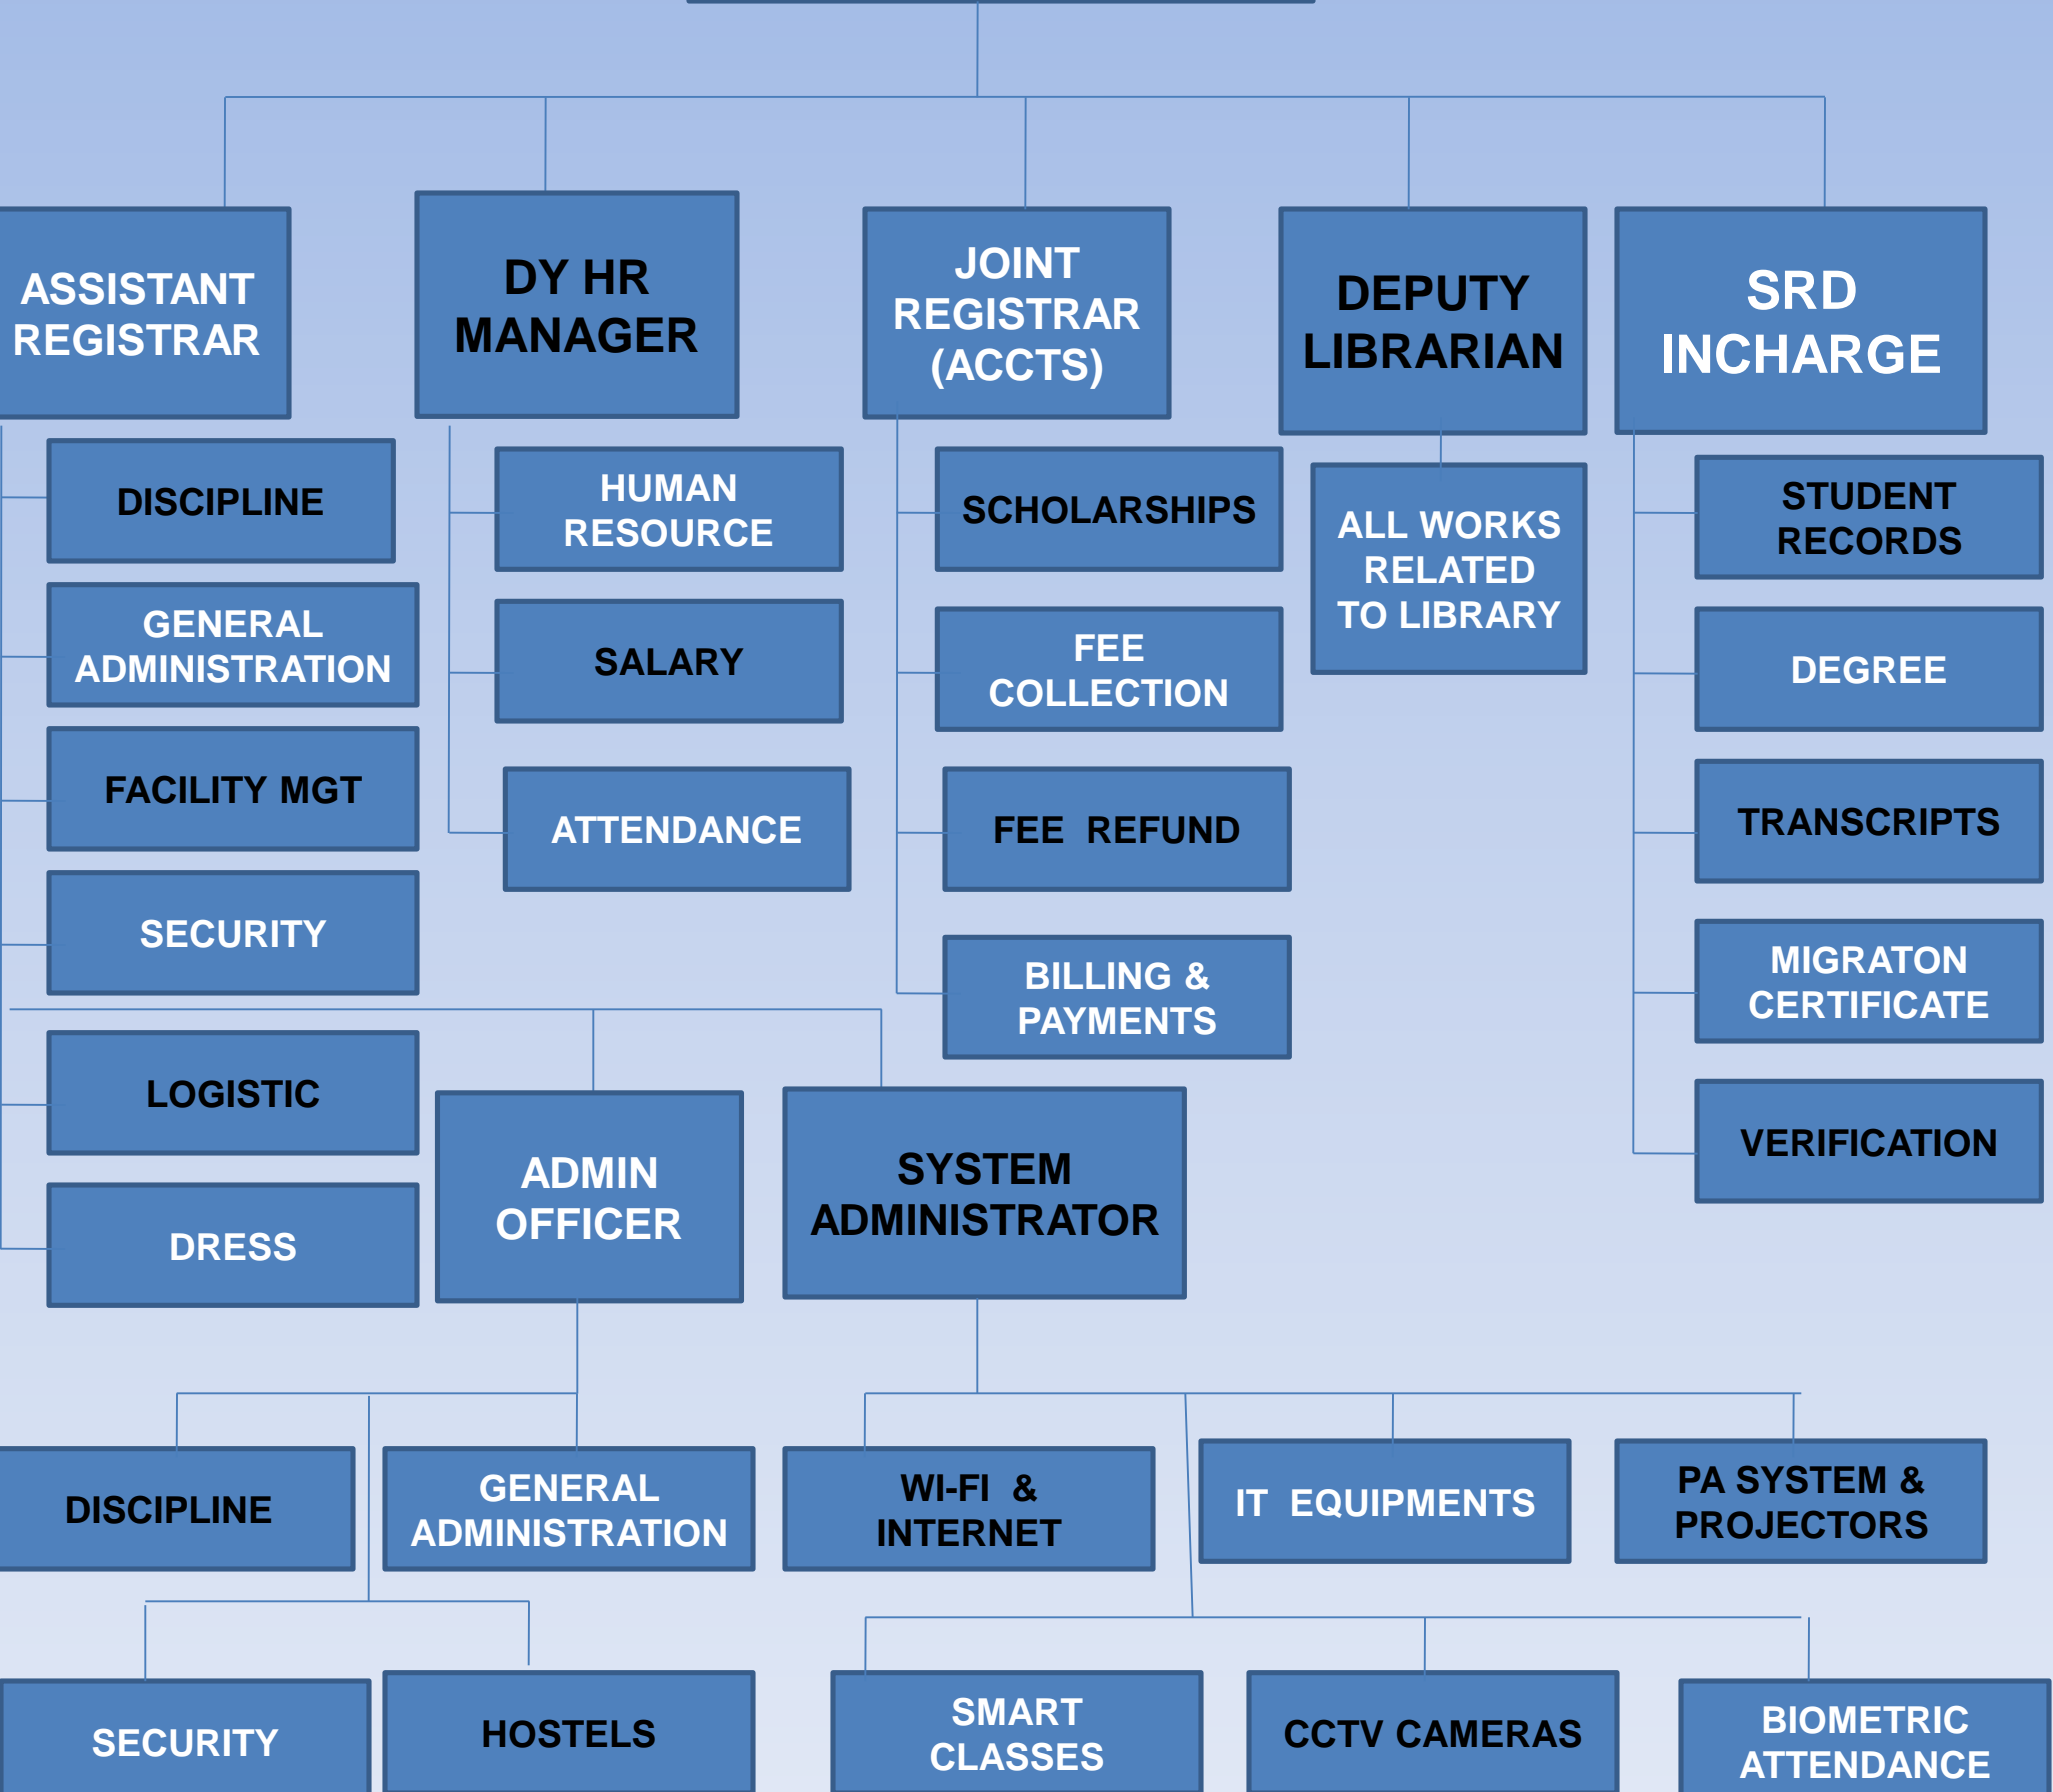 ASSISTANT
REGISTRAR
DY HR
MANAGER
JOINT
REGISTRAR
(ACCTS)
DEPUTY
LIBRARIAN
SRD
INCHARGE
DISCIPLINE
GENERAL
ADMINISTRATION
FACILITY MGT
SECURITY
LOGISTIC
DRESS
HUMAN
RESOURCE
SALARY
ATTENDANCE
SCHOLARSHIPS
FEE
COLLECTION
FEE REFUND
BILLING &
PAYMENTS
ALL WORKS
RELATED
TO LIBRARY
STUDENT
RECORDS
DEGREE
TRANSCRIPTS
MIGRATON
CERTIFICATE
VERIFICATION
ADMIN
OFFICER
SYSTEM
ADMINISTRATOR
DISCIPLINE
GENERAL
ADMINISTRATION
WI-FI &
INTERNET
IT EQUIPMENTS
PA SYSTEM &
PROJECTORS
SECURITY
HOSTELS
SMART
CLASSES
CCTV CAMERAS
BIOMETRIC
ATTENDANCE